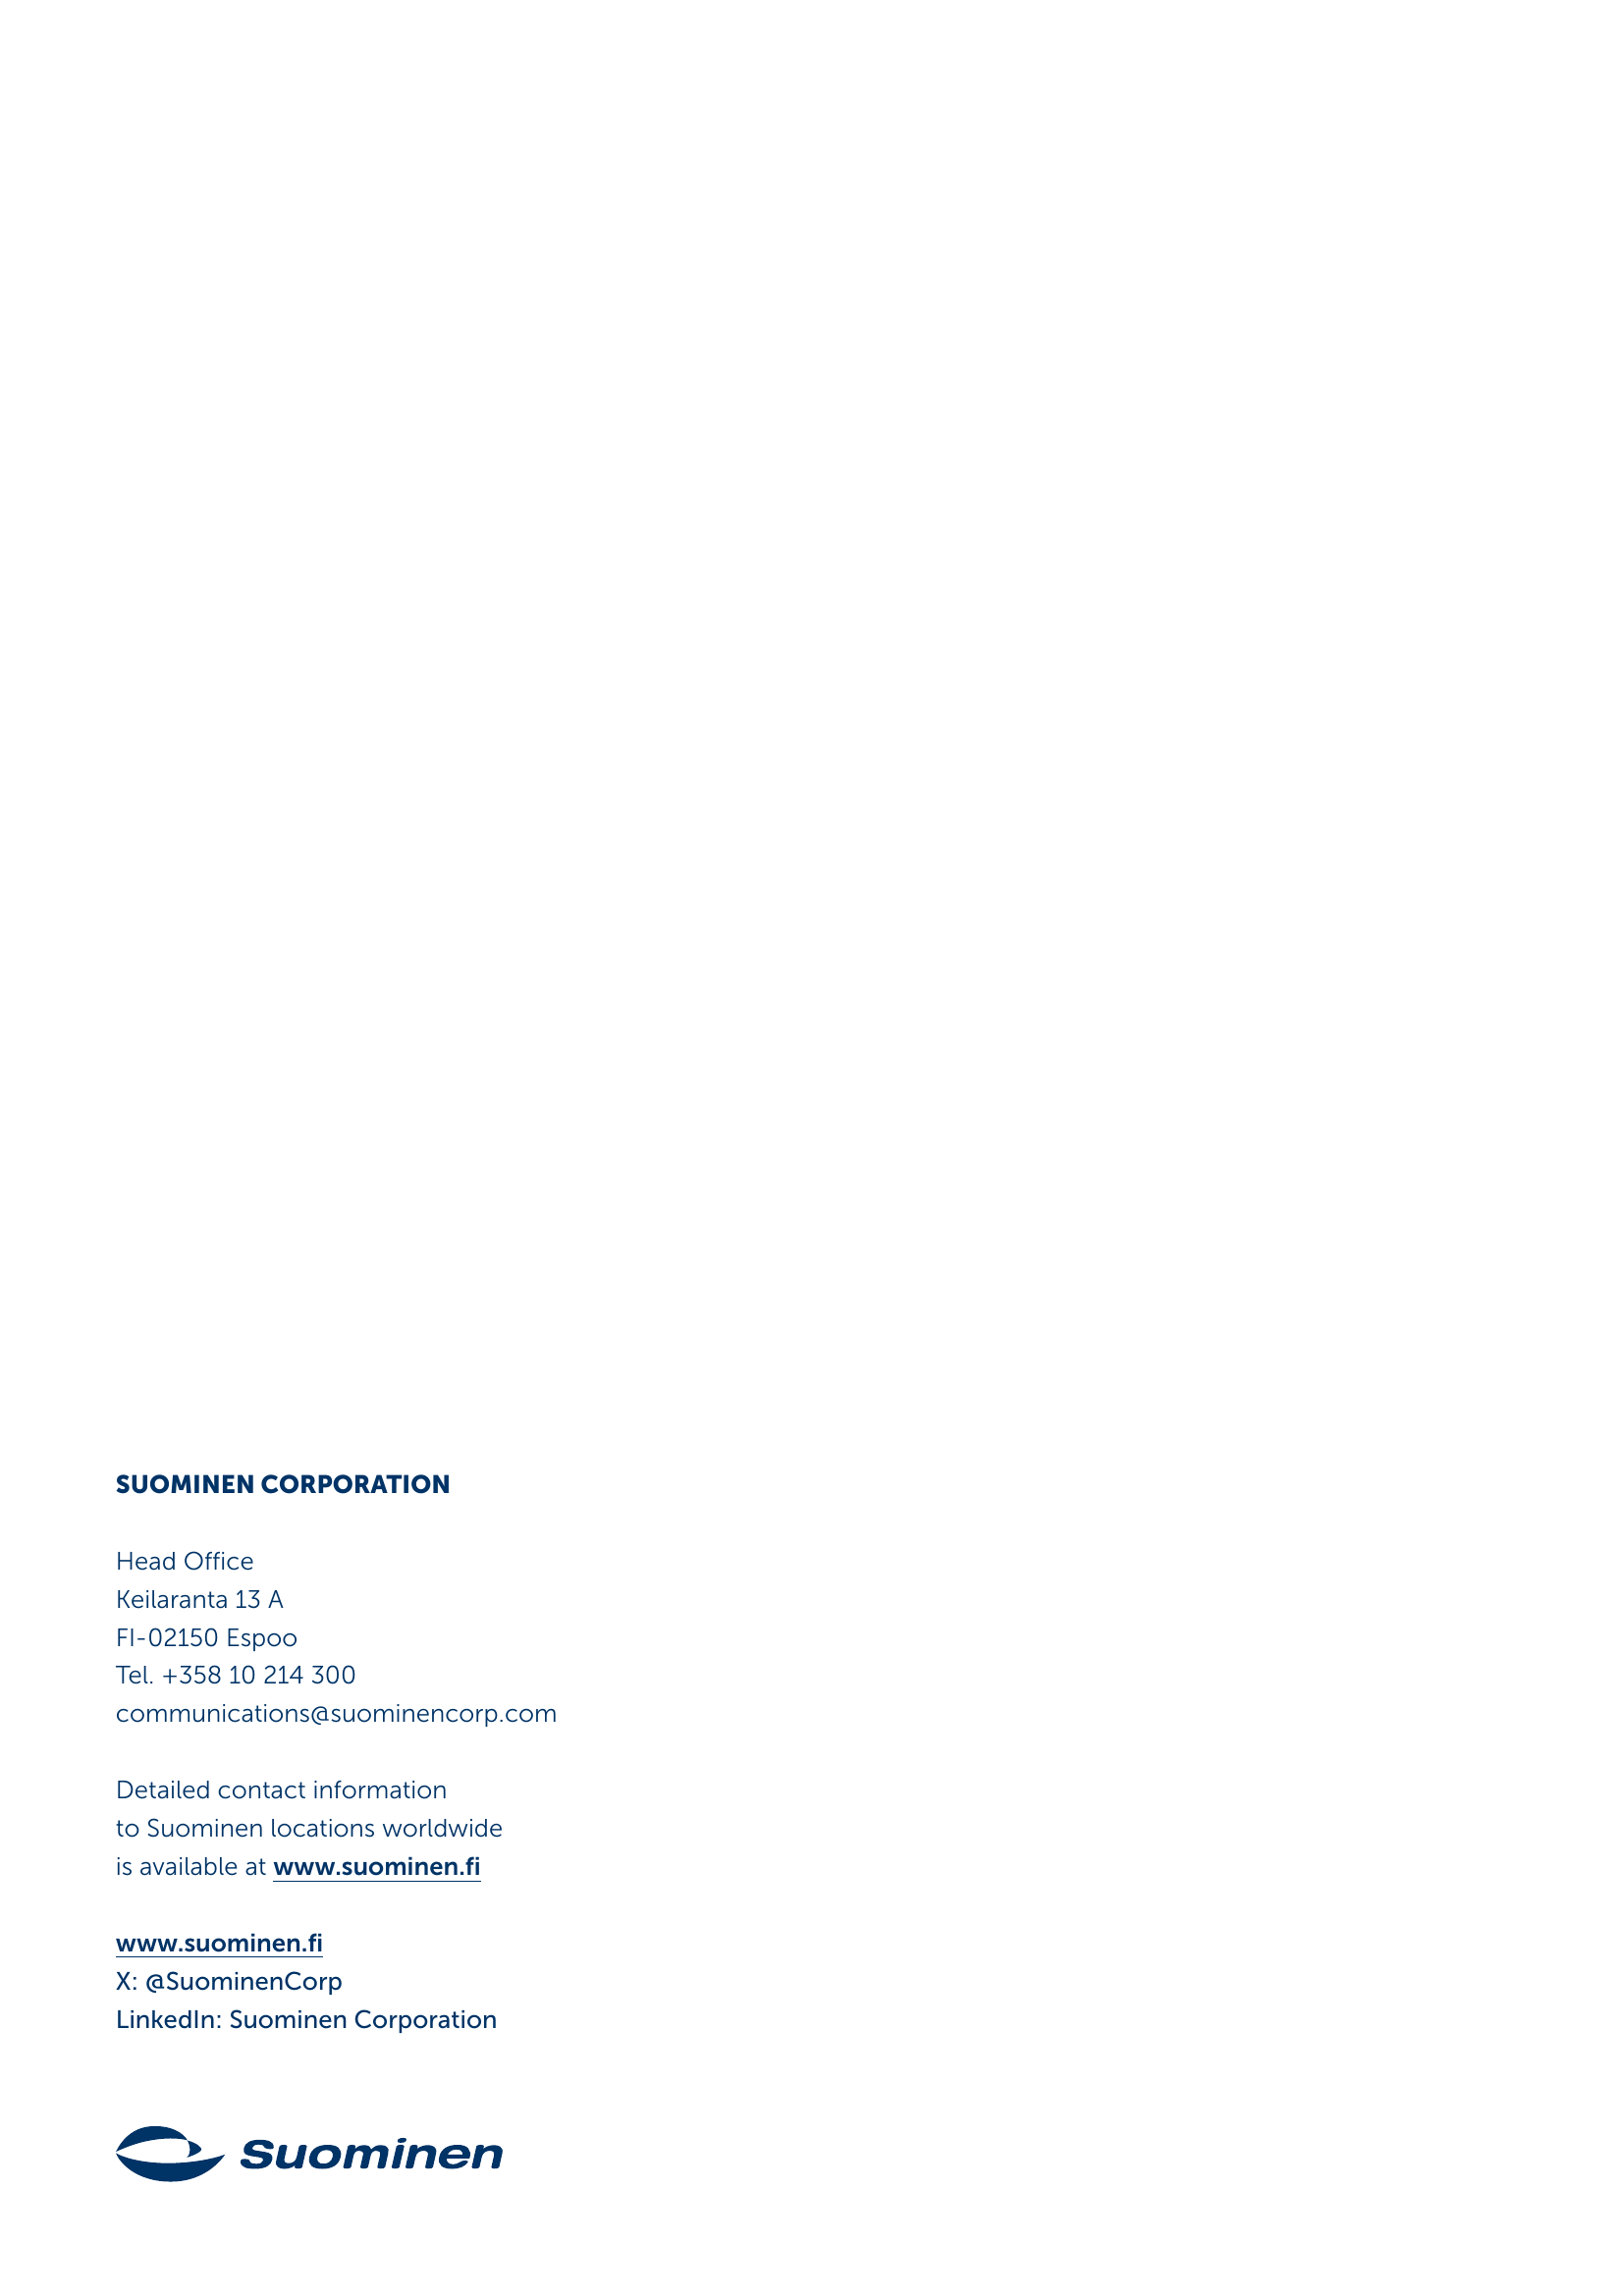 SUOMINEN CORPORATION
Head Office
Keilaranta 13 A
FI-02150 Espoo
Tel. +358 10 214 300
communications@suominencorp.com
Detailed contact information
to Suominen locations worldwide
is available at www.suominen.fi
www.suominen.fi
X: @SuominenCorp
LinkedIn: Suominen Corporation
Suominen